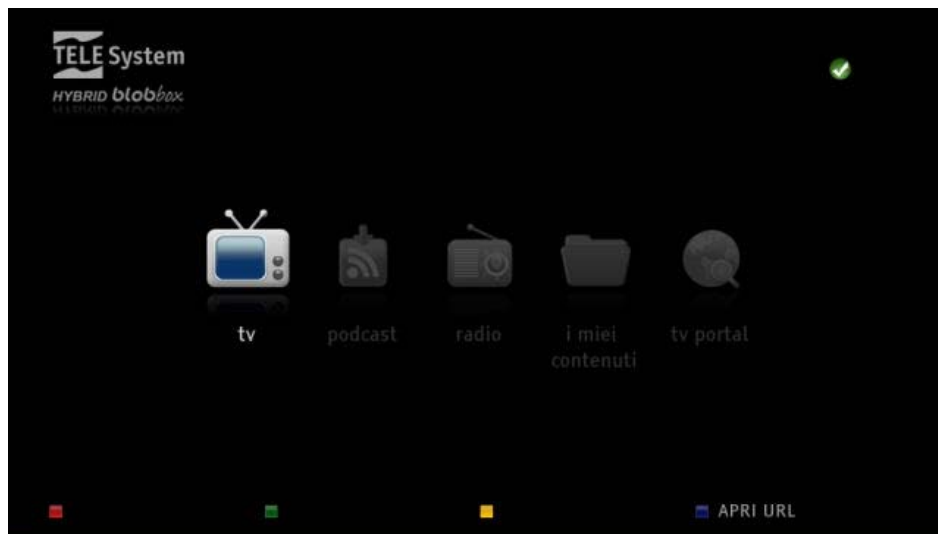 TELE System
HYBRID blobbox
tv
podcast
radio
i miei
contenuti
tv portal
APRI URL